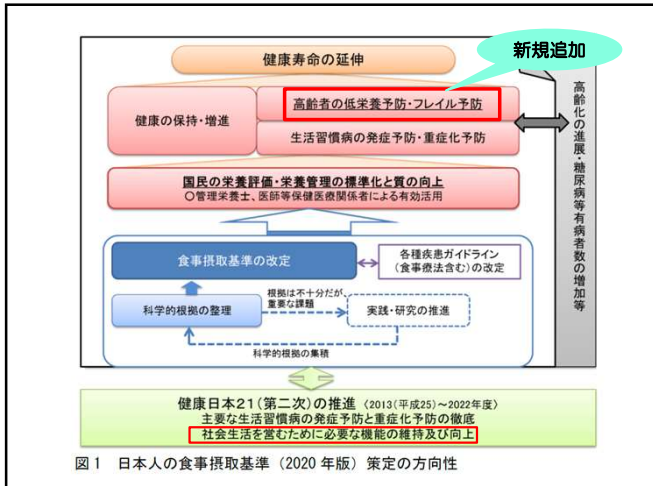 新規追加
健康寿命の延伸
健康の保持・増進
高齢者の低栄養予防・フレイル予防
生活習慣病の発症予防・重症化予防
高齢化の進展・糖尿病等有病者数の増加等
国民の栄養評価・栄養管理の標準化と質の向上
○管理栄養士、医師等保健医療関係者による有効活用
食事摂取基準の改定
各種疾患ガイドライン
(食事療法含む)の改定
根拠は不十分だが、
重要な課題
科学的根拠の整理
実践・研究の推進
科学的根拠の集積
健康日本21(第二次)の推進 〈2013(平成25)~2022年度〉
主要な生活習慣病の発症予防と重症化予防の徹底
社会生活を営むために必要な機能の維持及び向上
図1 日本人の食事摂取基準(2020年版)策定の方向性